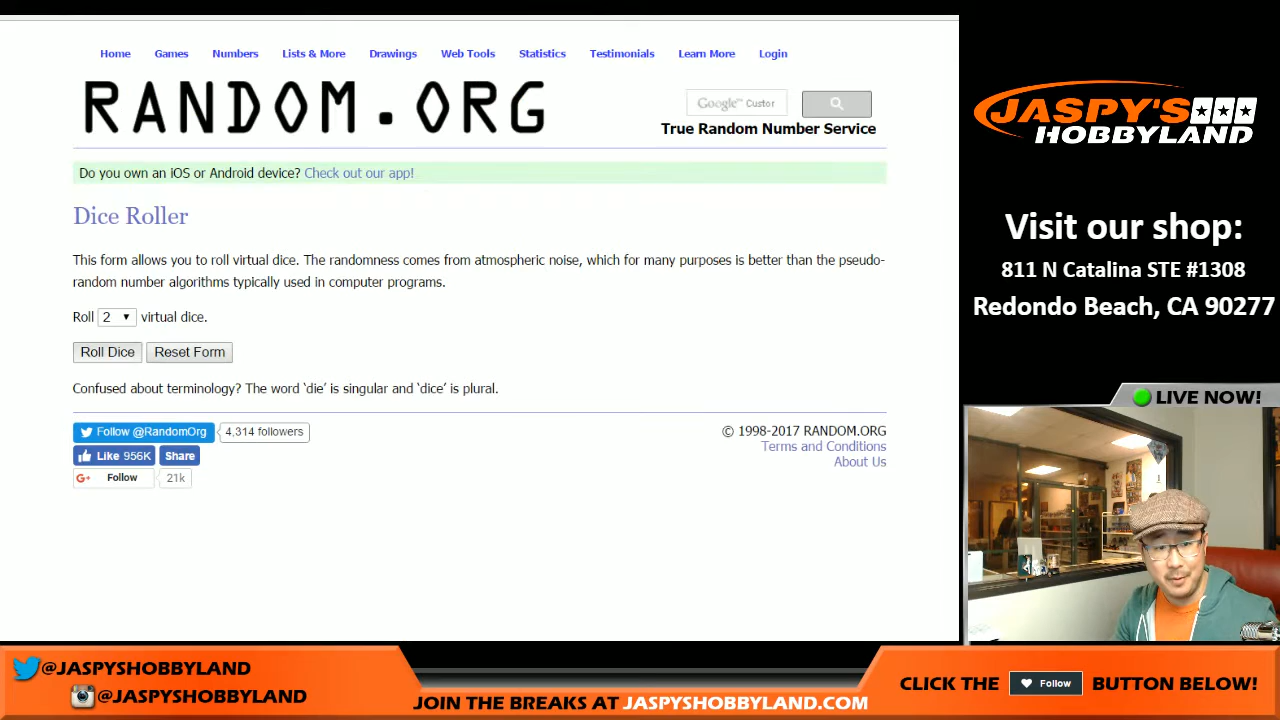 Home Games Numbers Lists & More Drawings Web Tools Statistics Testimonials Learn More Login
RANDOM.ORG
Google™ Custor
True Random Number Service
Do you own an iOS or Android device? Check out our app!
Dice Roller
This form allows you to roll virtual dice. The randomness comes from atmospheric noise, which for many purposes is better than the pseudo-
random number algorithms typically used in computer programs.
Roll 2 virtual dice.
Roll Dice Reset Form
Confused about terminology? The word ‘die’ is singular and ‘dice’ is plural.
Follow @RandomOrg 4,314 followers
Like 956K Share
G+ Follow 21k
© 1998-2017 RANDOM.ORG
Terms and Conditions
About Us
JASPY'S
HOBBYLAND
Visit our shop:
811 N Catalina STE #1308
Redondo Beach, CA 90277
LIVE NOW!
@JASPYSHOBBYLAND
@JASPYSHOBBYLAND
JOIN THE BREAKS AT JASPYSHOBBYLAND.COM
CLICK THE Follow BUTTON BELOW!